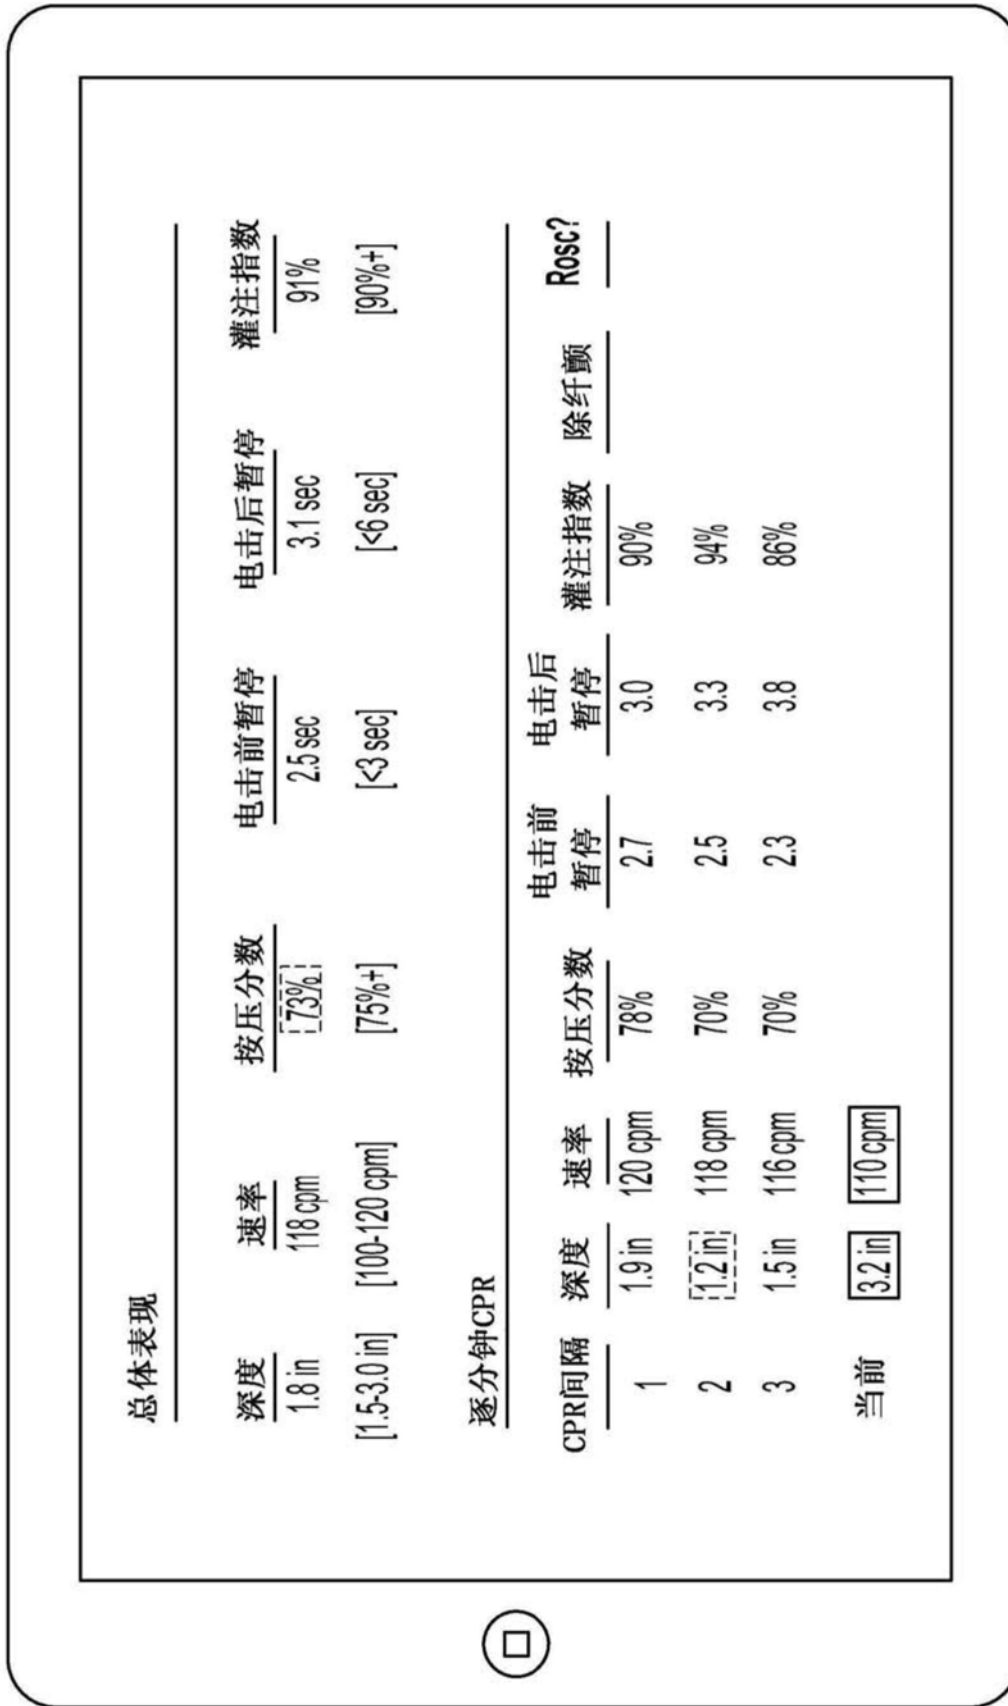 总体表现
深度 速率 按压分数 电击前暂停 电击后暂停 灌注指数
1.8 in 118 cpm 73% 2.5 sec 3.1 sec 91%
[1.5-3.0 in] [100-120 cpm] [75%+] [<3 sec] [<6 sec] [90%+]
逐分钟CPR
电击前 电击后
CPR间隔 深度 速率 按压分数 暂停 暂停 灌注指数 除纤颤 Rosc?
1 1.9 in 120 cpm 78% 2.7 3.0 90%
2 1.2 in 118 cpm 70% 2.5 3.3 94%
3 1.5 in 116 cpm 70% 2.3 3.8 86%
当前 3.2 in 110 cpm